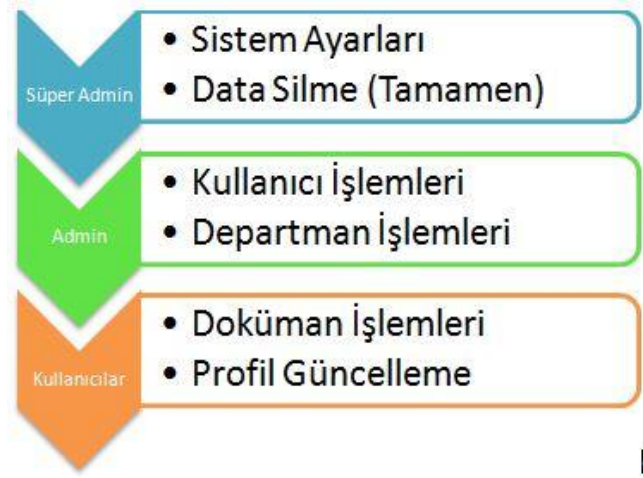 Süper Admin
• Sistem Ayarları
• Data Silme (Tamamen)
Admin
• Kullanıcı İşlemleri
• Departman İşlemleri
Kullanıcılar
• Doküman İşlemleri
• Profil Güncelleme